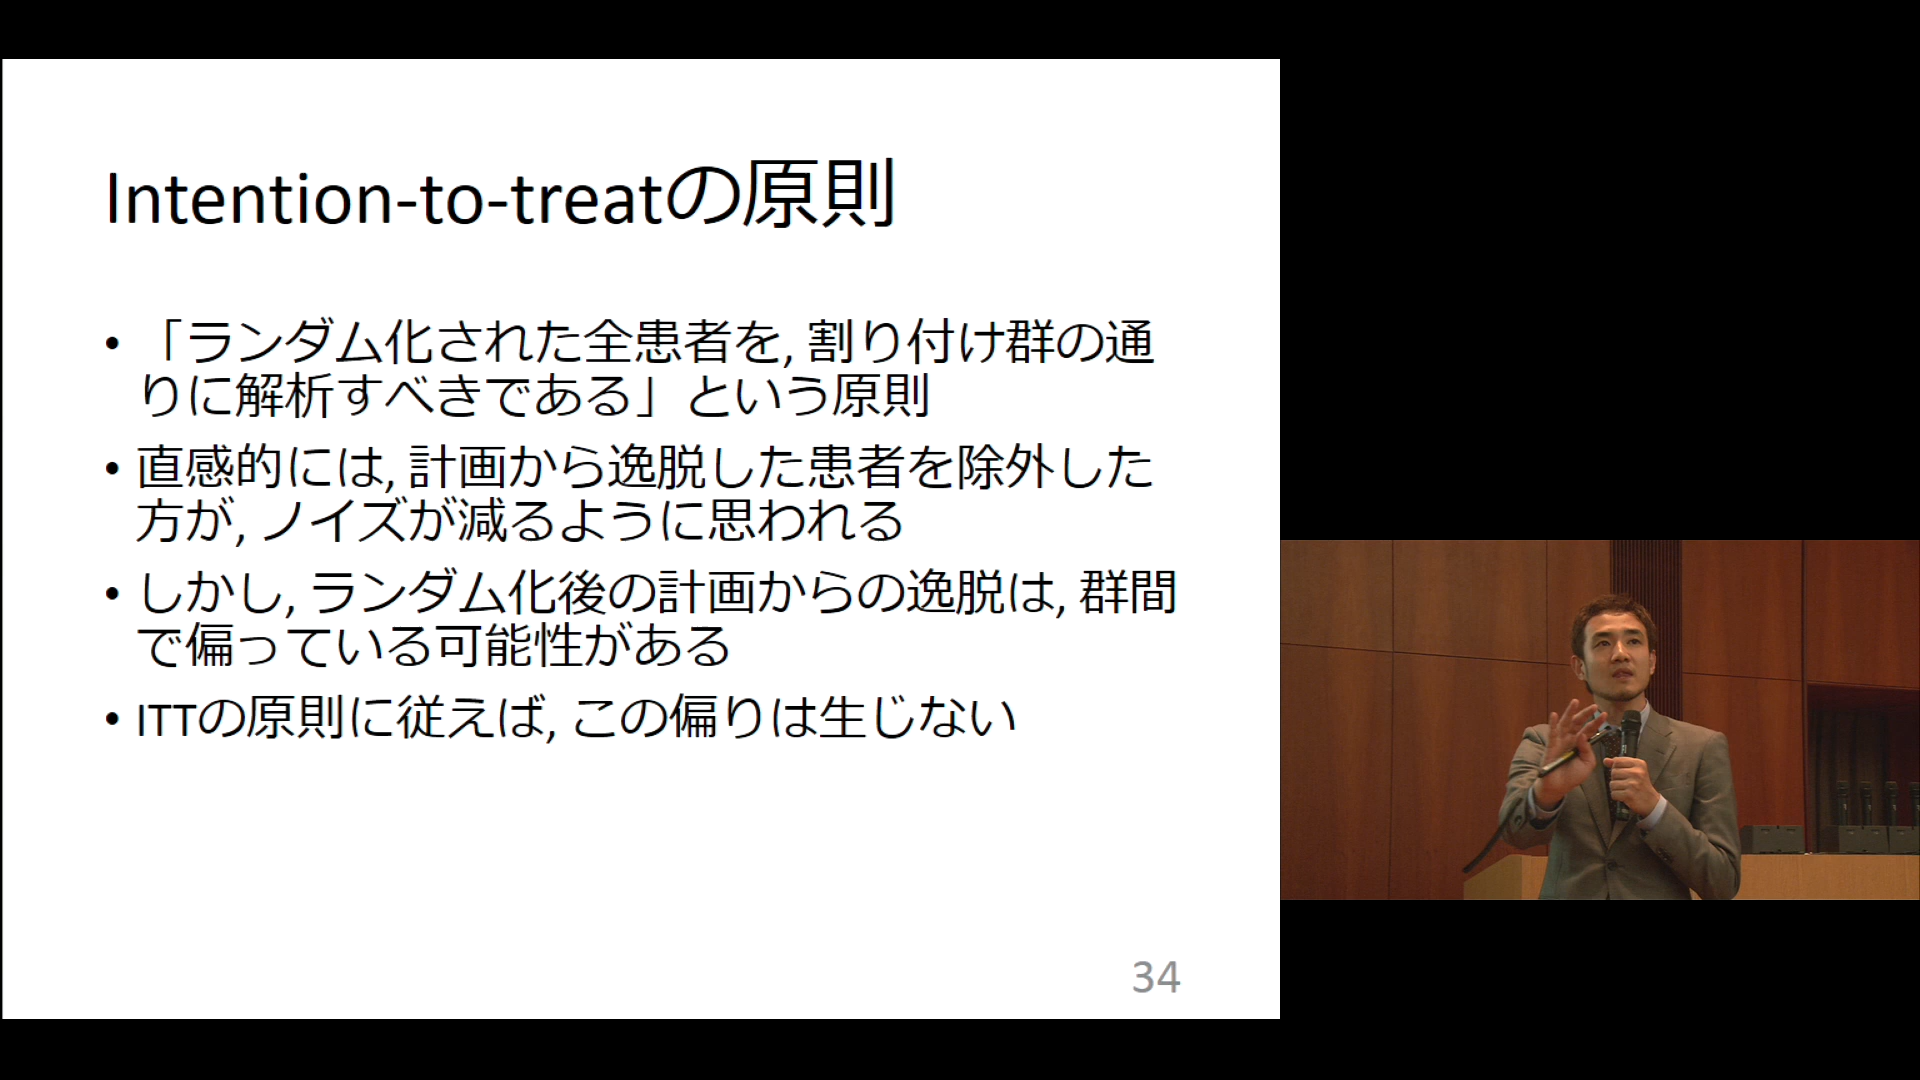 Intention-to-treatの原則
• 「ランダム化された全患者を, 割り付け群の通
りに解析すべきである」という原則
• 直感的には, 計画から逸脱した患者を除外した
方が, ノイズが減るように思われる
• しかし, ランダム化後の計画からの逸脱は, 群間
で偏っている可能性がある
• ITTの原則に従えば, この偏りは生じない
34